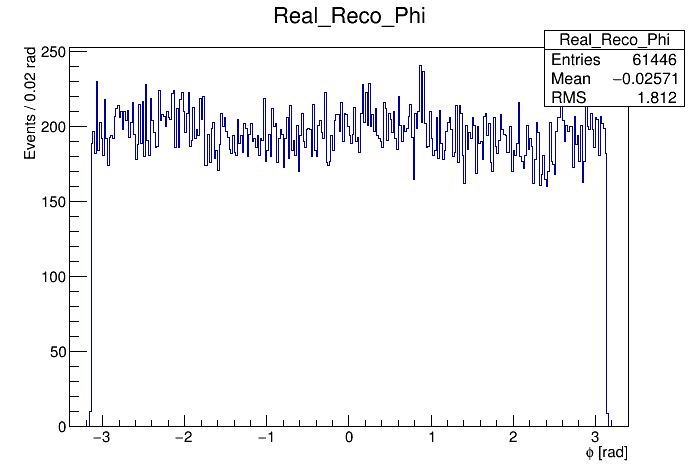 Real_Reco_Phi
Real_Reco_Phi
Entries 61446
Mean −0.02571
RMS 1.812
Events / 0.02 rad
250
200
150
100
50
0
−3 −2 −1 0 1 2 3
ϕ [rad]